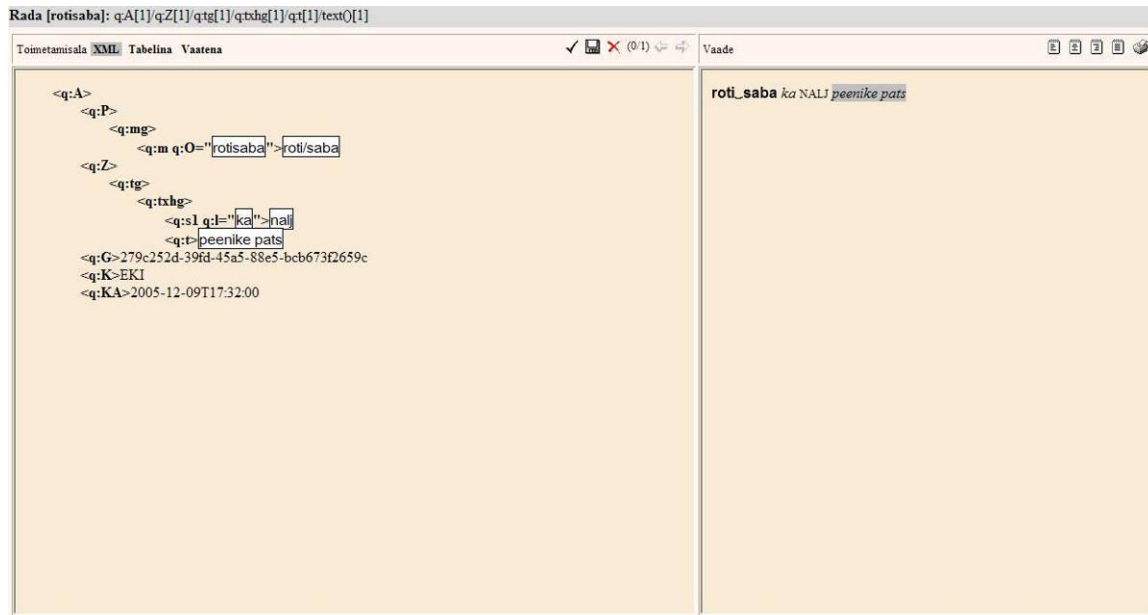 Rada [rotisaba]: q:A[1]/q:Z[1]/q:tg[1]/q:txhg[1]/q:t[1]/text()[1]
Toimetamisala XML Tabelina Vaatena (0/1)
Vaade
<q:A>
<q:P>
<q:mg>
<q:m q:O="rotisaba">roti/saba
<q:Z>
<q:tg>
<q:txhg>
<q:s1 q:l="ka">nalj
<q:t>peenike pats
<q:G>279c252d-39fd-45a5-88e5-bcb673f2659c
<q:K>EKI
<q:KA>2005-12-09T17:32:00
roti_saba ka NALJ peenike pats